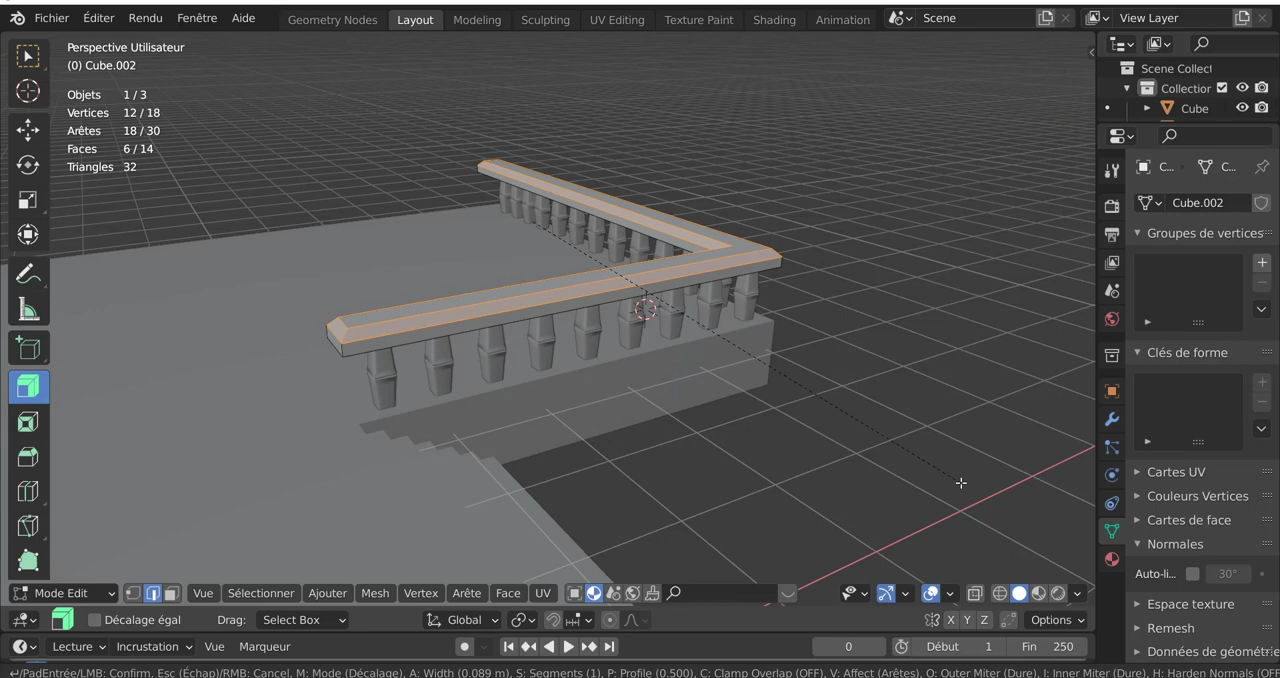 Fichier Éditer Rendu Fenêtre Aide Geometry Nodes Layout Modeling Sculpting UV Editing Texture Paint Shading Animation Scene View Layer
Perspective Utilisateur
(0) Cube.002
Objets 1 / 3
Vertices 12 / 18
Arêtes 18 / 30
Faces 6 / 14
Triangles 32
Scene Collect
Collectior
Cube
C... C...
Cube.002
Groupes de vertices
Clés de forme
Cartes UV
Couleurs Vertices
Cartes de face
Normales
Auto-li... 30°
Espace texture
Remesh
Données de géométrie
Mode Edit Vue Sélectionner Ajouter Mesh Vertex Arête Face UV
Décalage égal Drag: Select Box Global X Y Z Options
Lecture Incrustation Vue Marqueur 0 Début 1 Fin 250
↵/PadEntrée/LMB: Confirm, Esc (Échap)/RMB: Cancel, M: Mode (Décalage), A: Width (0.089 m), S: Segments (1), P: Profile (0.500), C: Clamp Overlap (OFF), V: Affect (Arêtes), O: Outer Miter (Dure), I: Inner Miter (Dure), H: Harden Normals (OFF